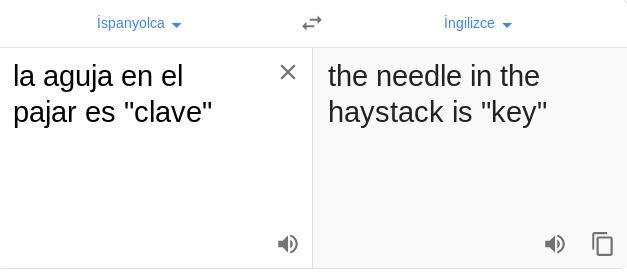 İspanyolca
İngilizce
la aguja en el
pajar es "clave"
the needle in the
haystack is "key"